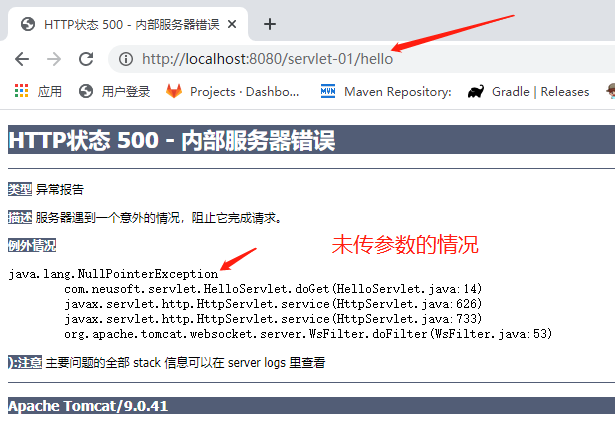 HTTP状态 500 - 内部服务器错误
http://localhost:8080/servlet-01/hello
应用 用户登录 Projects · Dashbo... MVN Maven Repository: Gradle | Releases
HTTP状态 500 - 内部服务器错误
类型 异常报告
描述 服务器遇到一个意外的情况，阻止它完成请求。
例外情况
未传参数的情况
java.lang.NullPointerException
com.neusoft.servlet.HelloServlet.doGet(HelloServlet.java:14)
javax.servlet.http.HttpServlet.service(HttpServlet.java:626)
javax.servlet.http.HttpServlet.service(HttpServlet.java:733)
org.apache.tomcat.websocket.server.WsFilter.doFilter(WsFilter.java:53)
):注意 主要问题的全部 stack 信息可以在 server logs 里查看
Apache Tomcat/9.0.41